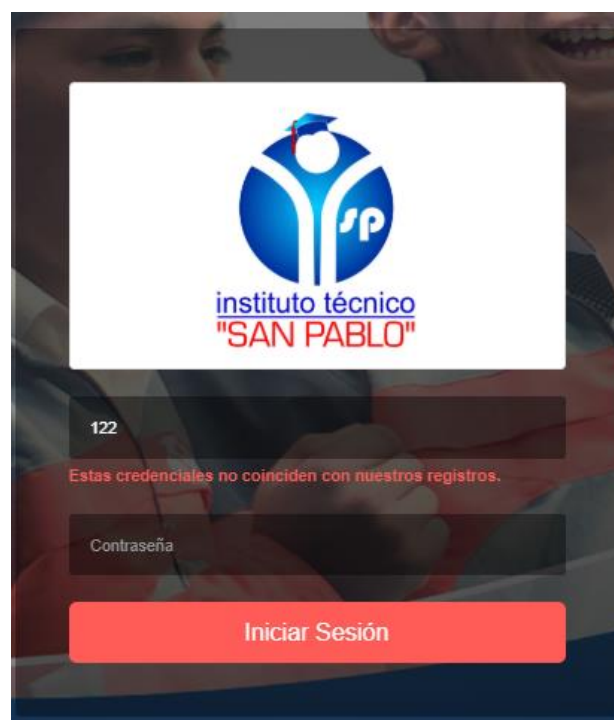 sp
instituto técnico
"SAN PABLO"
122
Estas credenciales no coinciden con nuestros registros.
Contraseña
Iniciar Sesión